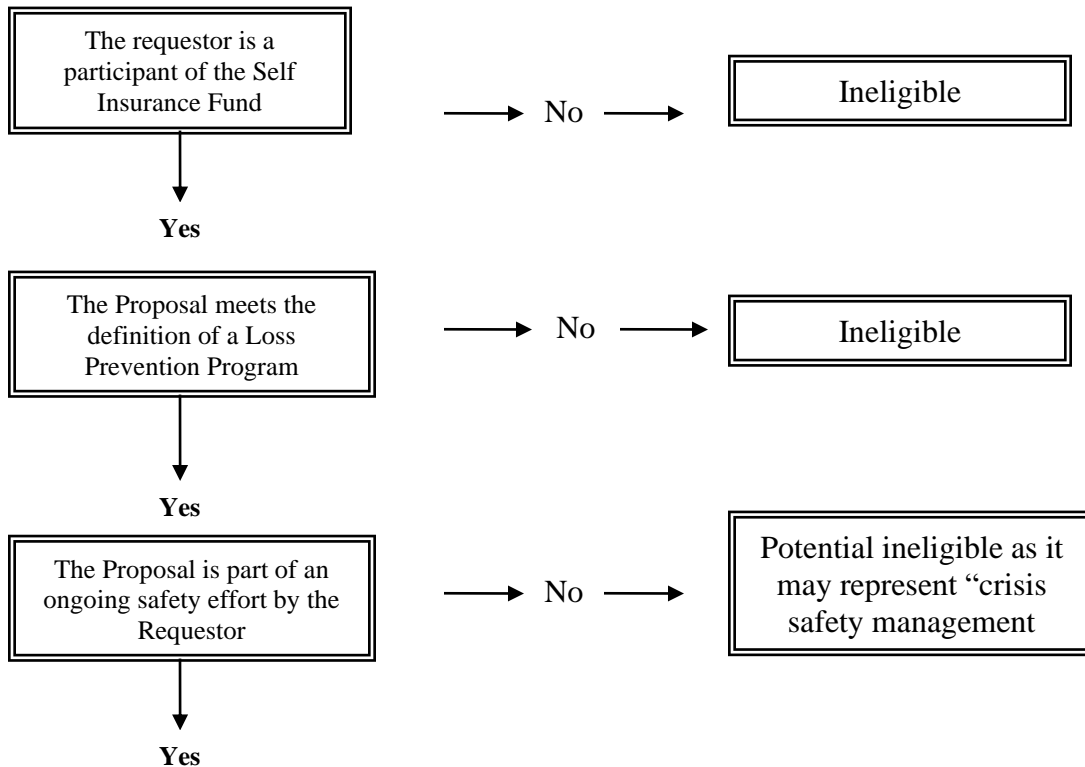 The requestor is a
participant of the Self
Insurance Fund
No
Ineligible
Yes
The Proposal meets the
definition of a Loss
Prevention Program
No
Ineligible
Yes
The Proposal is part of an
ongoing safety effort by the
Requestor
No
Potential ineligible as it
may represent “crisis
safety management
Yes